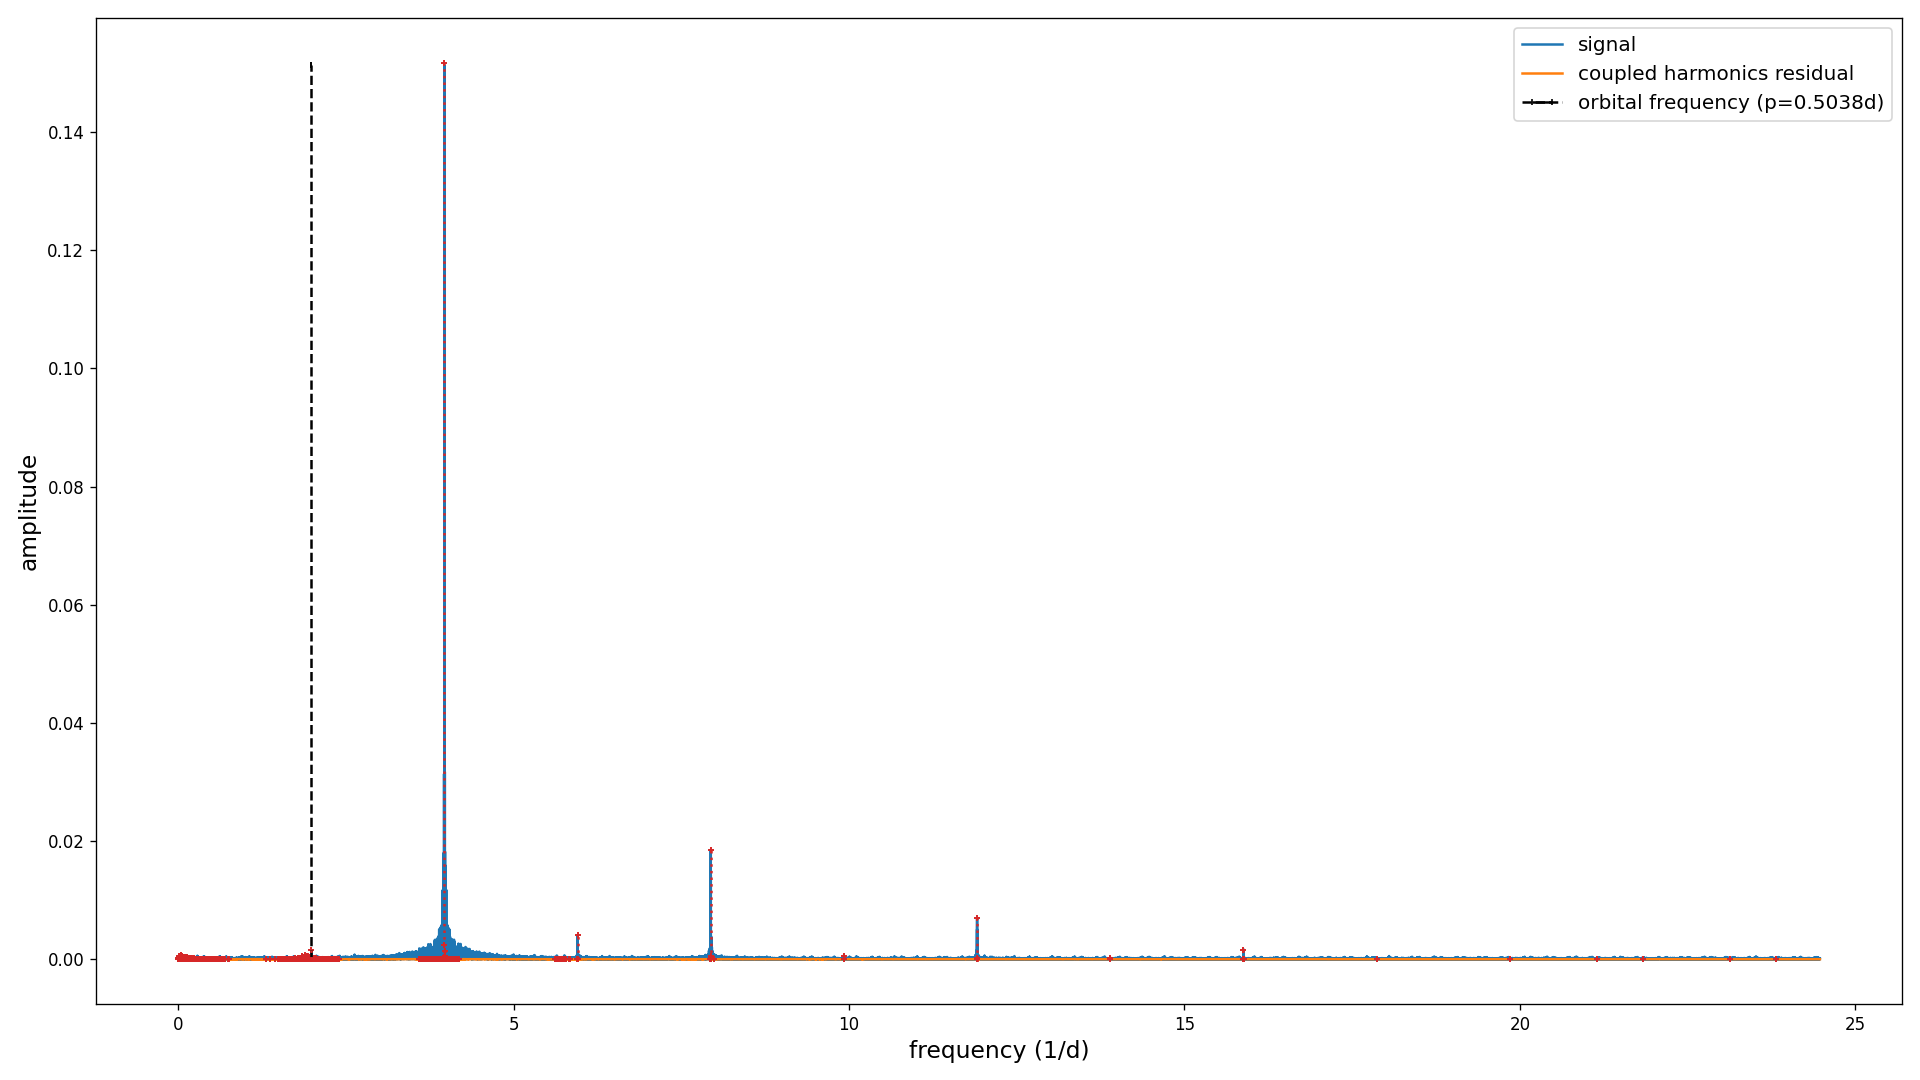 signal
coupled harmonics residual
orbital frequency (p=0.5038d)
0.14
0.12
0.10
0.08
0.06
0.04
0.02
0.00
amplitude
0 5 10 15 20 25
frequency (1/d)